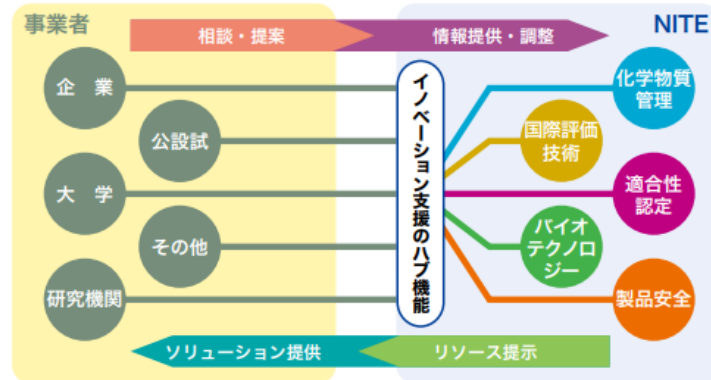 事業者
相談・提案
情報提供・調整
NITE
企　業
公設試
大　学
その他
研究機関
イノベーション支援のハブ機能
化学物質
管理
国際評価
技術
適合性
認定
バイオ
テクノロ
ジー
製品安全
ソリューション提供
リソース提示